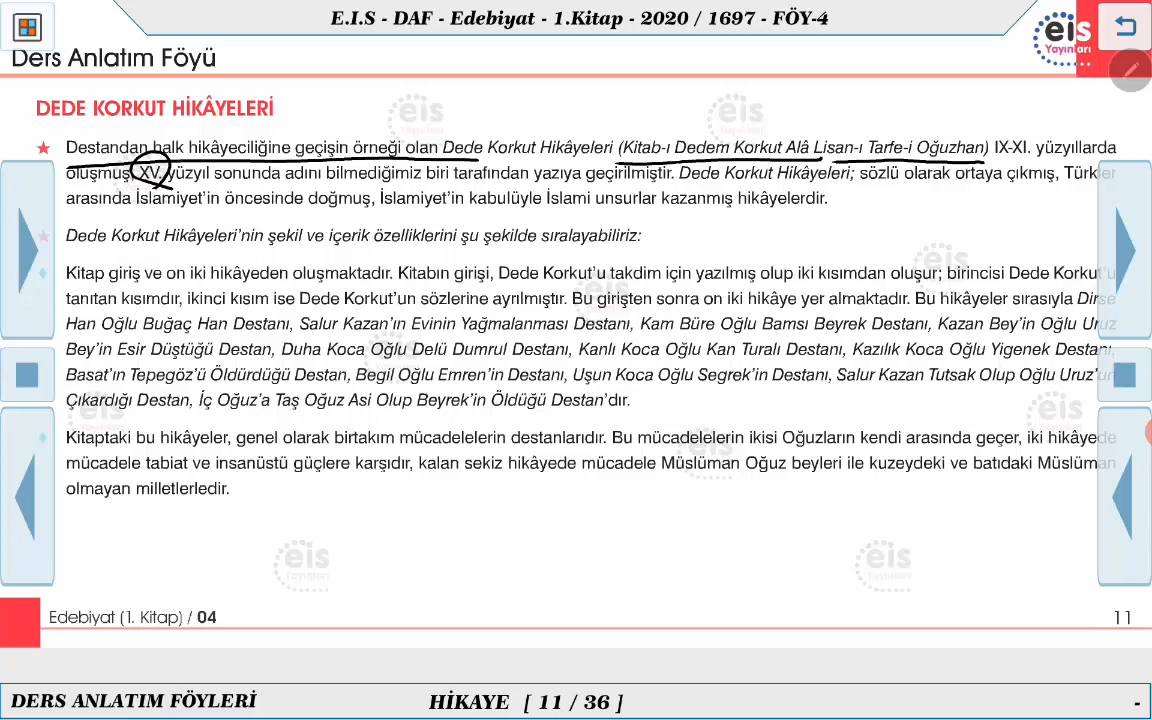 E.I.S - DAF - Edebiyat - 1.Kitap - 2020 / 1697 - FÖY-4
Ders Anlatım Föyü
eis
Yayınları
DEDE KORKUT HİKÂYELERİ
Destandan halk hikâyeciliğine geçişin örneği olan Dede Korkut Hikâyeleri (Kitab-ı Dedem Korkut Alâ Lisan-ı Tarfe-i Oğuzhan) IX-XI. yüzyıllarda
oluşmuş, XV. yüzyıl sonunda adını bilmediğimiz biri tarafından yazıya geçirilmiştir. Dede Korkut Hikâyeleri; sözlü olarak ortaya çıkmış, Türkler
arasında İslamiyet'in öncesinde doğmuş, İslamiyet'in kabulüyle İslami unsurlar kazanmış hikâyelerdir.
Dede Korkut Hikâyeleri'nin şekil ve içerik özelliklerini şu şekilde sıralayabiliriz:
Kitap giriş ve on iki hikâyeden oluşmaktadır. Kitabın girişi, Dede Korkut'u takdim için yazılmış olup iki kısımdan oluşur; birincisi Dede Korkut'u
tanıtan kısımdır, ikinci kısım ise Dede Korkut'un sözlerine ayrılmıştır. Bu girişten sonra on iki hikâye yer almaktadır. Bu hikâyeler sırasıyla Dirse
Han Oğlu Buğaç Han Destanı, Salur Kazan'ın Evinin Yağmalanması Destanı, Kam Büre Oğlu Bamsı Beyrek Destanı, Kazan Bey'in Oğlu Uruz
Bey'in Esir Düştüğü Destan, Duha Koca Oğlu Delü Dumrul Destanı, Kanlı Koca Oğlu Kan Turalı Destanı, Kazılık Koca Oğlu Yigenek Destanı,
Basat'ın Tepegöz'ü Öldürdüğü Destan, Begil Oğlu Emren'in Destanı, Uşun Koca Oğlu Segrek'in Destanı, Salur Kazan Tutsak Olup Oğlu Uruz'un
Çıkardığı Destan, İç Oğuz'a Taş Oğuz Asi Olup Beyrek'in Öldüğü Destan'dır.
Kitaptaki bu hikâyeler, genel olarak birtakım mücadelelerin destanlarıdır. Bu mücadelelerin ikisi Oğuzların kendi arasında geçer, iki hikâyede
mücadele tabiat ve insanüstü güçlere karşıdır, kalan sekiz hikâyede mücadele Müslüman Oğuz beyleri ile kuzeydeki ve batıdaki Müslüman
olmayan milletlerledir.
Edebiyat (1. Kitap) / 04
11
DERS ANLATIM FÖYLERİ
HİKAYE [ 11 / 36 ]
-